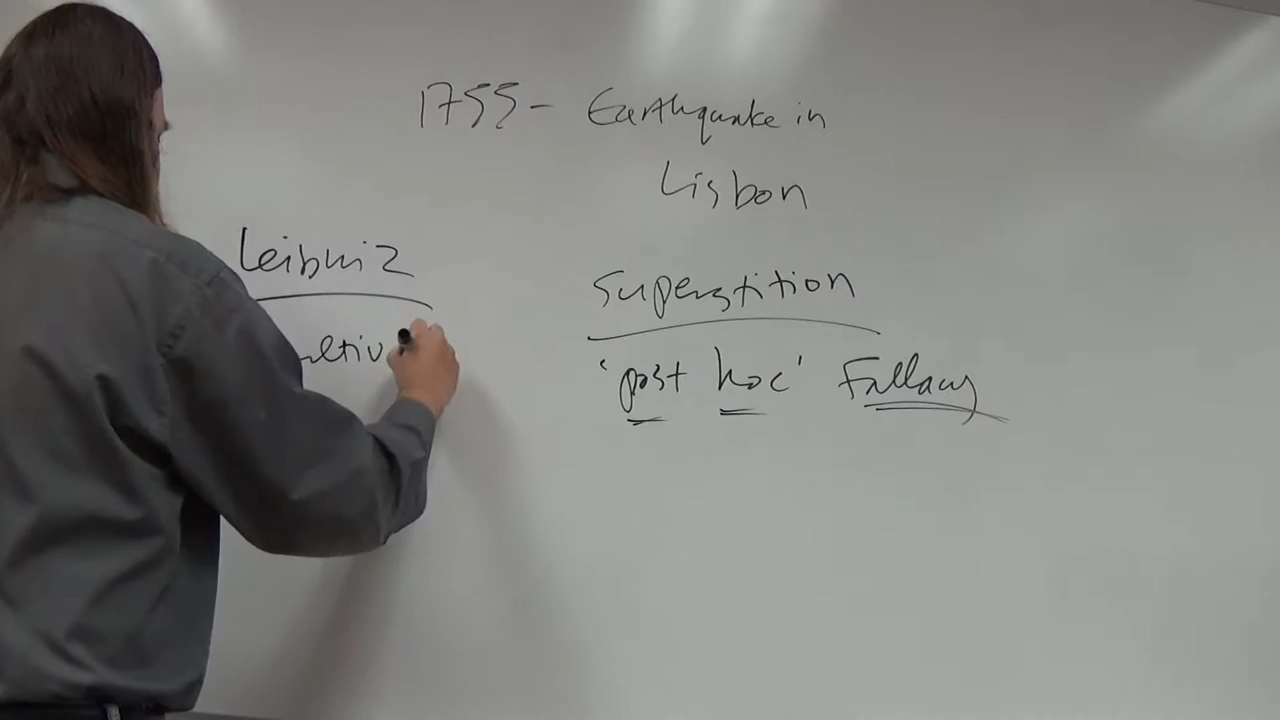 1755 - Earthquake in
Lisbon
Leibniz
Superstition
'post hoc' Fallacy